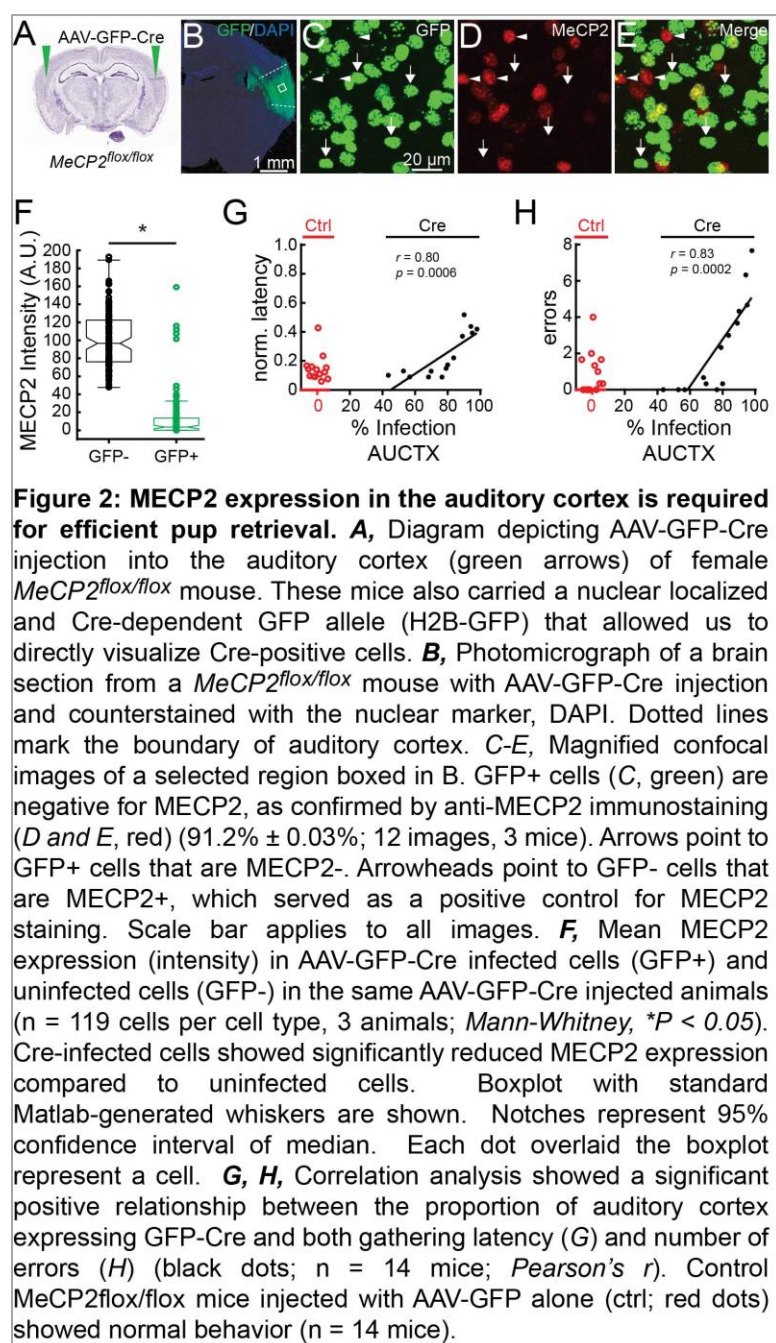 A
AAV-GFP-Cre
MeCP2flox/flox
B
GFP/DAPI
1 mm
C
GFP
20 µm
D
MeCP2
E
Merge
F
*
MECP2 Intensity (A.U.)
200
180
160
140
120
100
80
60
40
20
0
GFP-
GFP+
G
Ctrl
Cre
r = 0.80
p = 0.0006
norm. latency
1.0
0.8
0.6
0.4
0.2
0
0
20
40
60
80
100
% Infection
AUCTX
H
Ctrl
Cre
r = 0.83
p = 0.0002
errors
8
6
4
2
0
0
20
40
60
80
100
% Infection
AUCTX
Figure 2: MECP2 expression in the auditory cortex is required
for efficient pup retrieval. A, Diagram depicting AAV-GFP-Cre
injection into the auditory cortex (green arrows) of female
MeCP2flox/flox mouse. These mice also carried a nuclear localized
and Cre-dependent GFP allele (H2B-GFP) that allowed us to
directly visualize Cre-positive cells. B, Photomicrograph of a brain
section from a MeCP2flox/flox mouse with AAV-GFP-Cre injection
and counterstained with the nuclear marker, DAPI. Dotted lines
mark the boundary of auditory cortex. C-E, Magnified confocal
images of a selected region boxed in B. GFP+ cells (C, green) are
negative for MECP2, as confirmed by anti-MECP2 immunostaining
(D and E, red) (91.2% ± 0.03%; 12 images, 3 mice). Arrows point to
GFP+ cells that are MECP2-. Arrowheads point to GFP- cells that
are MECP2+, which served as a positive control for MECP2
staining. Scale bar applies to all images. F, Mean MECP2
expression (intensity) in AAV-GFP-Cre infected cells (GFP+) and
uninfected cells (GFP-) in the same AAV-GFP-Cre injected animals
(n = 119 cells per cell type, 3 animals; Mann-Whitney, *P < 0.05).
Cre-infected cells showed significantly reduced MECP2 expression
compared to uninfected cells. Boxplot with standard
Matlab-generated whiskers are shown. Notches represent 95%
confidence interval of median. Each dot overlaid the boxplot
represent a cell. G, H, Correlation analysis showed a significant
positive relationship between the proportion of auditory cortex
expressing GFP-Cre and both gathering latency (G) and number of
errors (H) (black dots; n = 14 mice; Pearson's r). Control
MeCP2flox/flox mice injected with AAV-GFP alone (ctrl; red dots)
showed normal behavior (n = 14 mice).